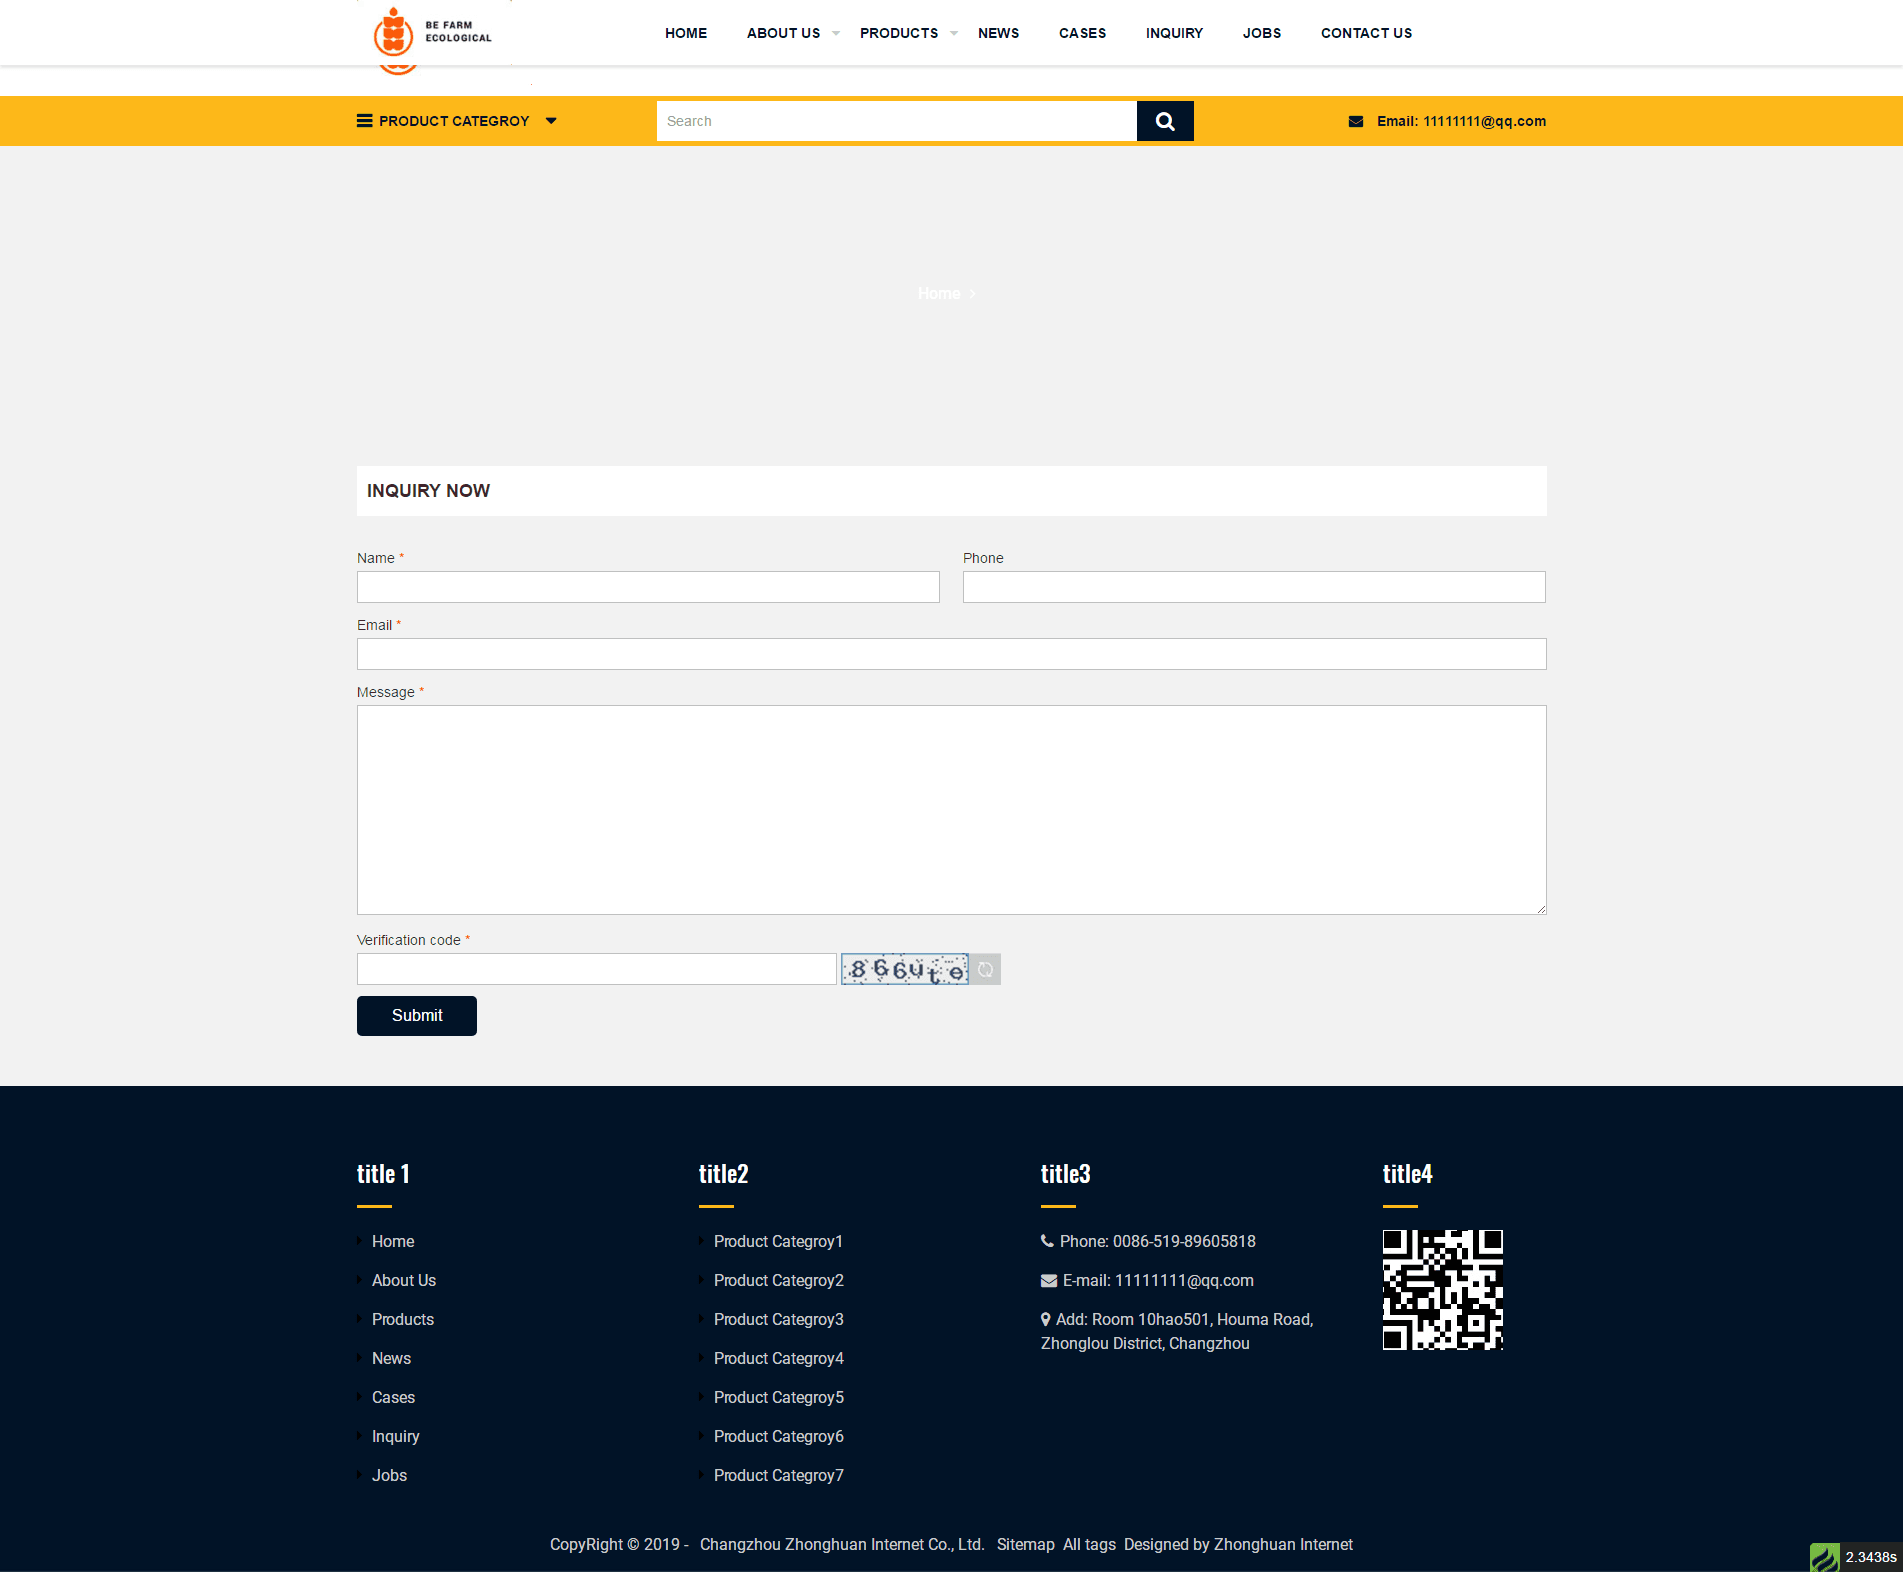 BE FARM
ECOLOGICAL
HOME ABOUT US PRODUCTS NEWS CASES INQUIRY JOBS CONTACT US
PRODUCT CATEGROY
Search
Email: 11111111@qq.com
Home >
INQUIRY NOW
Name *
Phone
Email *
Message *
Verification code *
866ute
Submit
title 1
Home
About Us
Products
News
Cases
Inquiry
Jobs
title2
Product Categroy1
Product Categroy2
Product Categroy3
Product Categroy4
Product Categroy5
Product Categroy6
Product Categroy7
title3
Phone: 0086-519-89605818
E-mail: 11111111@qq.com
Add: Room 10hao501, Houma Road,
Zhonglou District, Changzhou
title4
CopyRight © 2019 - Changzhou Zhonghuan Internet Co., Ltd. Sitemap All tags Designed by Zhonghuan Internet
2.3438s